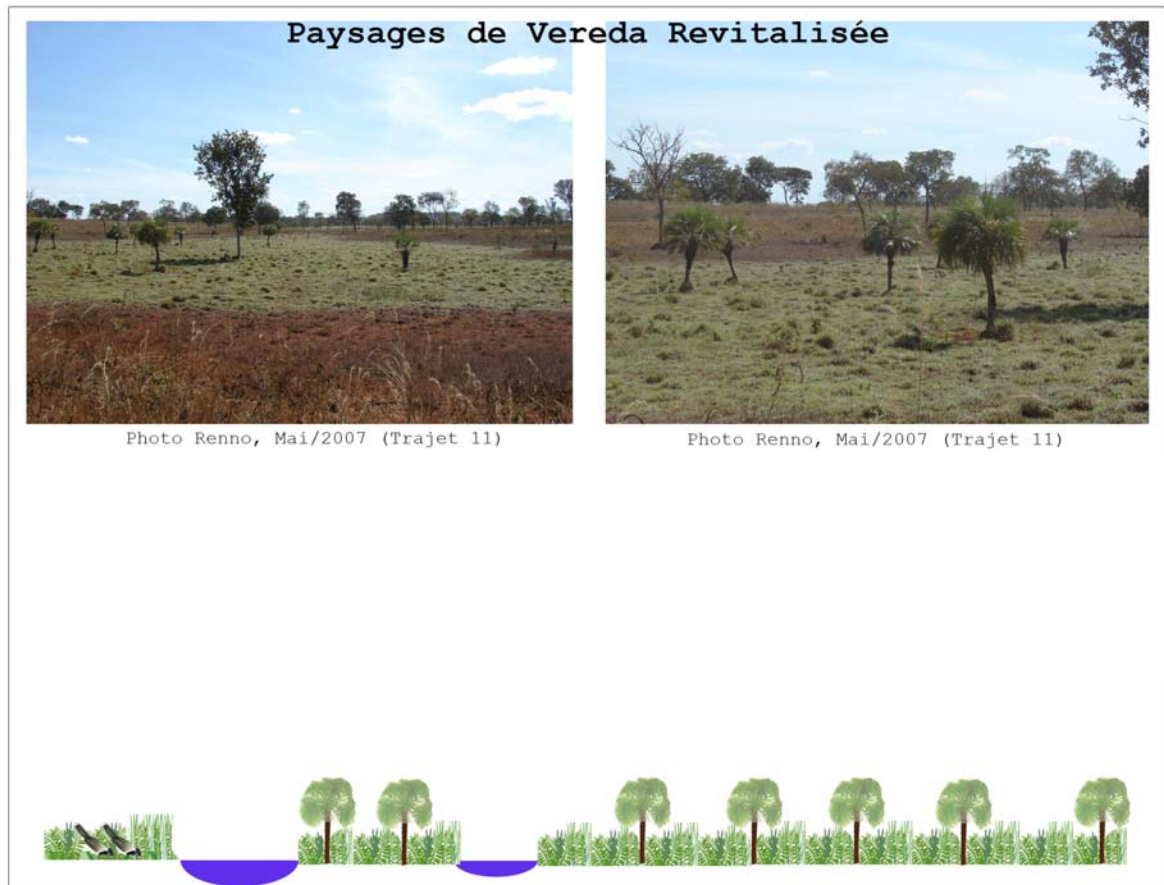 Paysages de Vereda Revitalisée
Photo Renno, Mai/2007 (Trajet 11)
Photo Renno, Mai/2007 (Trajet 11)